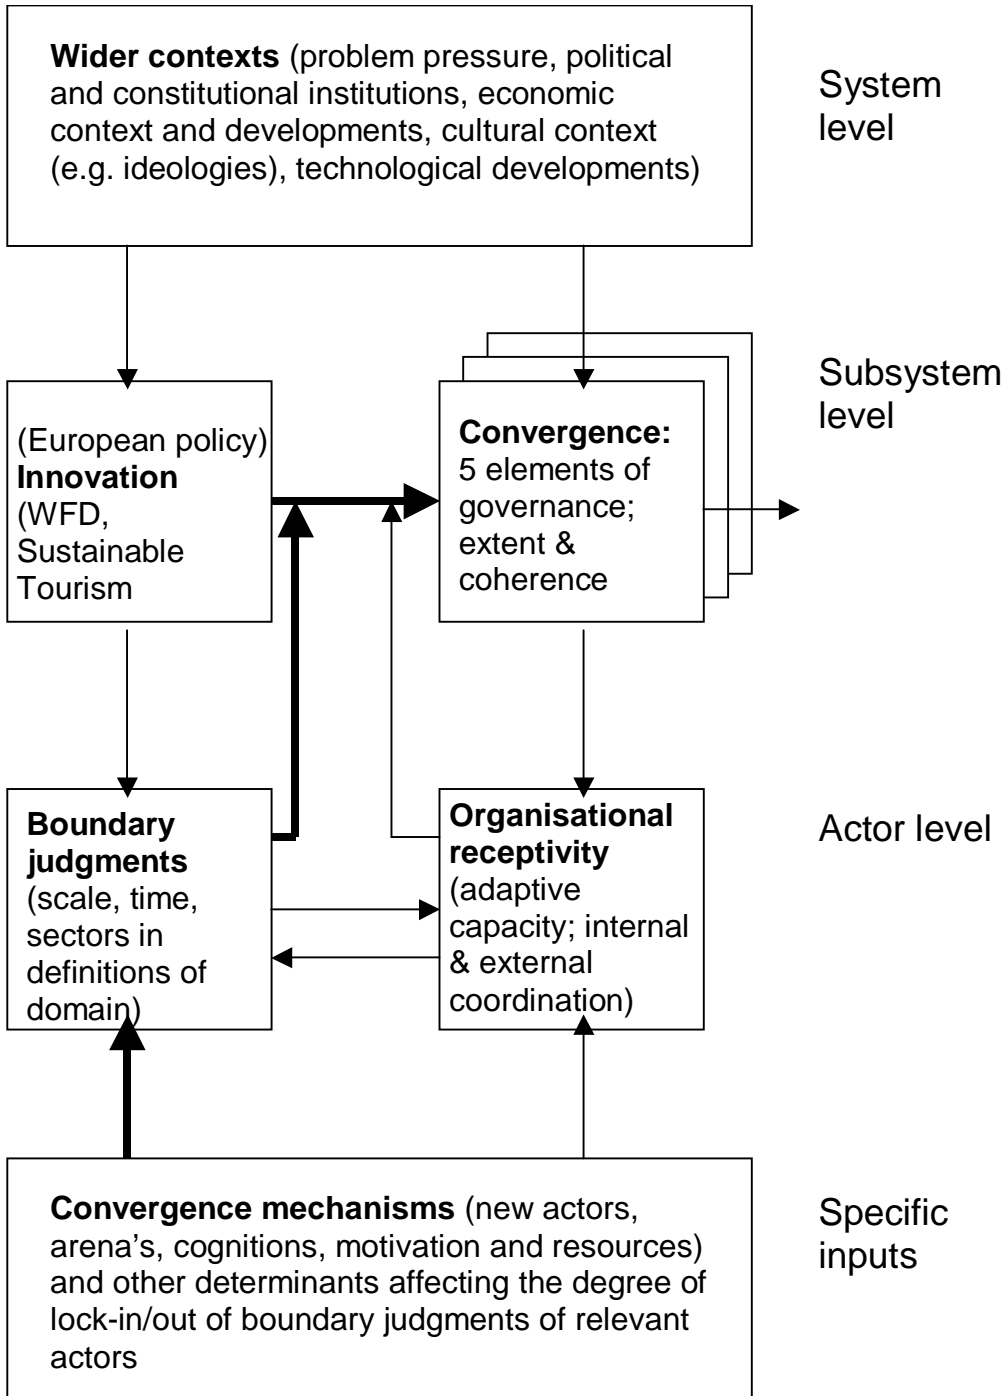 Wider contexts (problem pressure, political
and constitutional institutions, economic
context and developments, cultural context
(e.g. ideologies), technological developments)
System
level
(European policy)
Innovation
(WFD,
Sustainable
Tourism
Convergence:
5 elements of
governance;
extent &
coherence
Subsystem
level
Boundary
judgments
(scale, time,
sectors in
definitions of
domain)
Organisational
receptivity
(adaptive
capacity; internal
& external
coordination)
Actor level
Convergence mechanisms (new actors,
arena's, cognitions, motivation and resources)
and other determinants affecting the degree of
lock-in/out of boundary judgments of relevant
actors
Specific
inputs